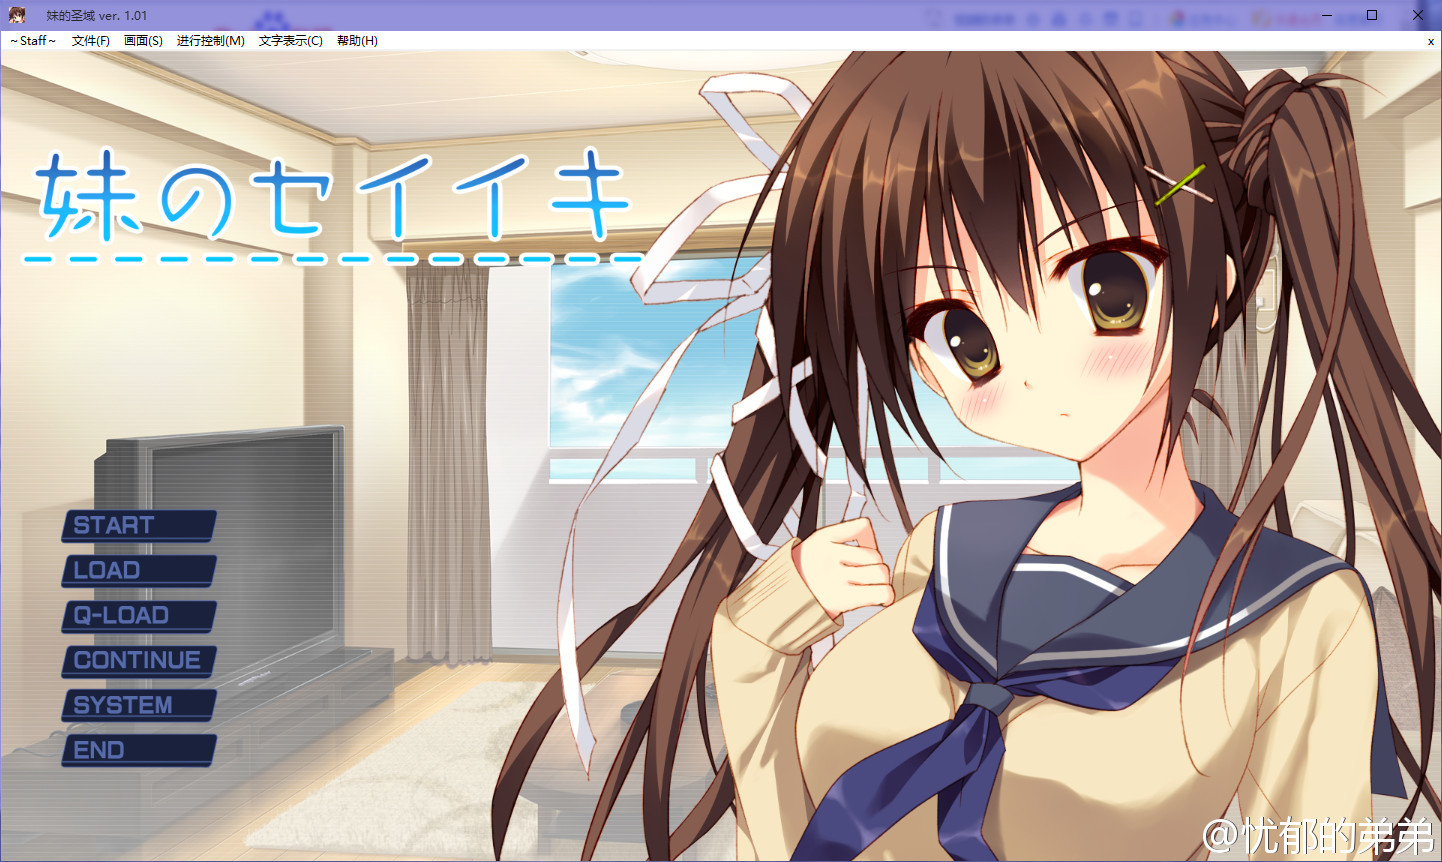 妹的圣域 ver. 1.01
~Staff~ 文件(F) 画面(S) 进行控制(M) 文字表示(C) 帮助(H) x
妹のセイイキ
START
LOAD
Q-LOAD
CONTINUE
SYSTEM
END
@忧郁的弟弟